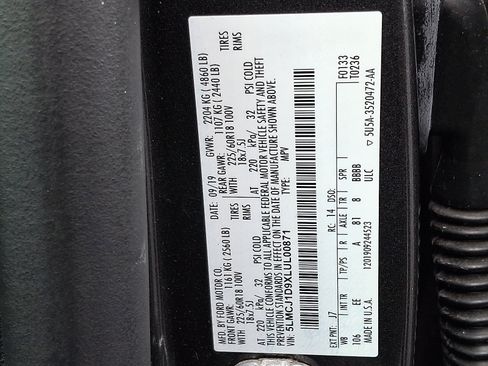 MFD. BY FORD MOTOR CO.
DATE: 09/19 GVWR: 2204 KG ( 4860 LB)
FRONT GAWR: 1161 KG (2560 LB) REAR GAWR: 1107 KG ( 2440 LB)
WITH 225/60R18 100V TIRES WITH 225/60R18 100V TIRES
18x7.5J RIMS 18x7.5J RIMS
AT 220 kPa/ 32 PSI COLD AT 220 kPa/ 32 PSI COLD
THIS VEHICLE CONFORMS TO ALL APPLICABLE FEDERAL MOTOR VEHICLE SAFETY AND THEFT
PREVENTION STANDARDS IN EFFECT ON THE DATE OF MANUFACTURE SHOWN ABOVE.
VIN: 5LMCJ1D9XLUL00871 TYPE: MPV
F0133
T0236
EXT PNT: J7 RC: 14 DSO:
WB INT TR TP/PS R AXLE TR SPR
106 EE A 81 8 BBBB
ULC
5U5A-3520472-AA
1201909244523
MADE IN U.S.A.